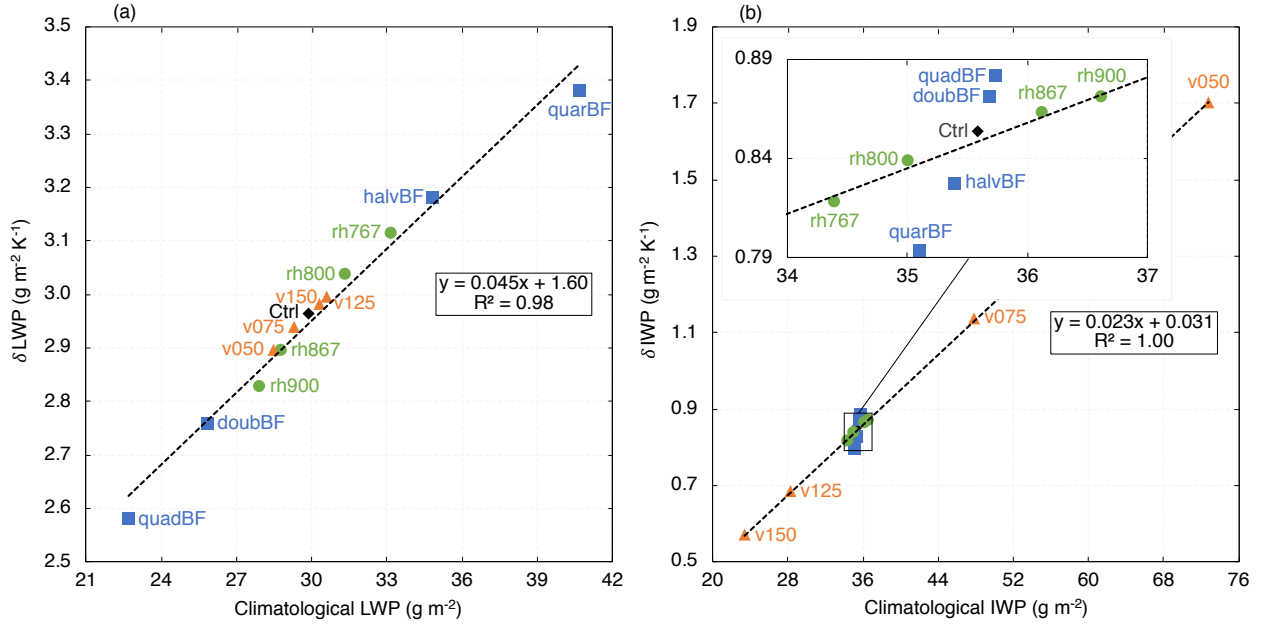 (a)
3.5
3.4
3.3
3.2
3.1
3.0
2.9
2.8
2.7
2.6
2.5
δ LWP (g m⁻² K⁻¹)
quarBF
halvBF
rh767
rh800
v150
v125
Ctrl
v075
v050
rh867
rh900
doubBF
quadBF
y = 0.045x + 1.60
R² = 0.98
21 24 27 30 33 36 39 42
Climatological LWP (g m⁻²)
(b)
1.9
1.7
1.5
1.3
1.1
0.9
0.7
0.5
δ IWP (g m⁻² K⁻¹)
0.89
0.84
0.79
34 35 36 37
quadBF
doubBF
rh900
rh867
Ctrl
rh800
halvBF
rh767
quarBF
v050
v075
y = 0.023x + 0.031
R² = 1.00
v125
v150
20 28 36 44 52 60 68 76
Climatological IWP (g m⁻²)